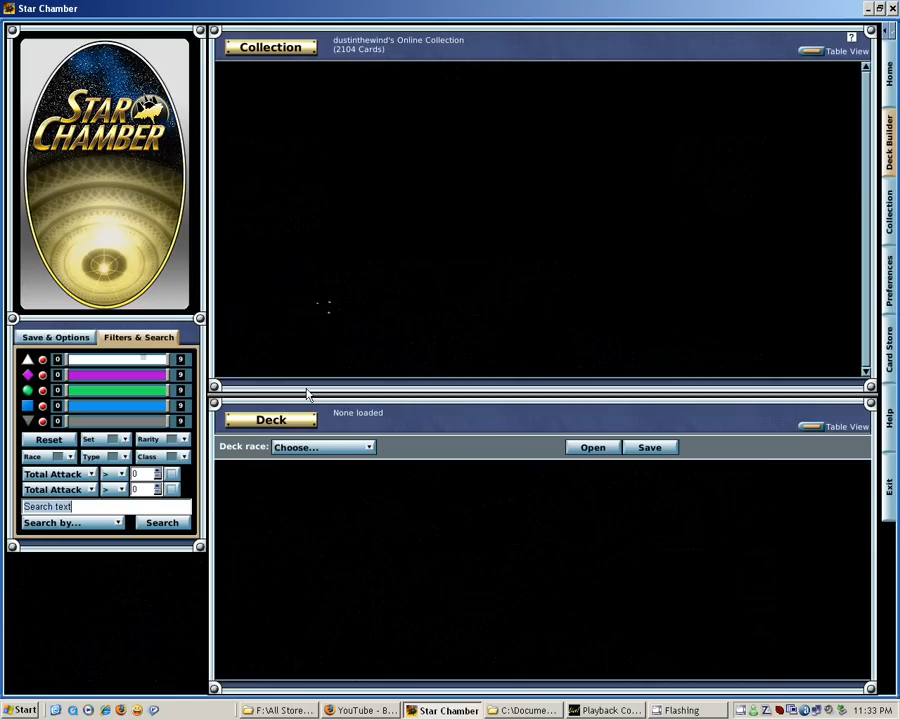 Star Chamber
STAR
CHAMBER
Collection
dustinthewind's Online Collection
(2104 Cards)
?
Table View
Home
Deck Builder
Collection
Preferences
Card Store
Help
Exit
Save & Options
Filters & Search
0 9
0 9
0 9
0 9
0 9
Reset Set Rarity
Race Type Class
Total Attack > 0
Total Attack > 0
Search text
Search by... Search
Deck
None loaded
Table View
Deck race: Choose... Open Save
Start
F:\All Store...
YouTube - B...
Star Chamber
C:\Docume...
Playback Co...
Flashing
11:33 PM